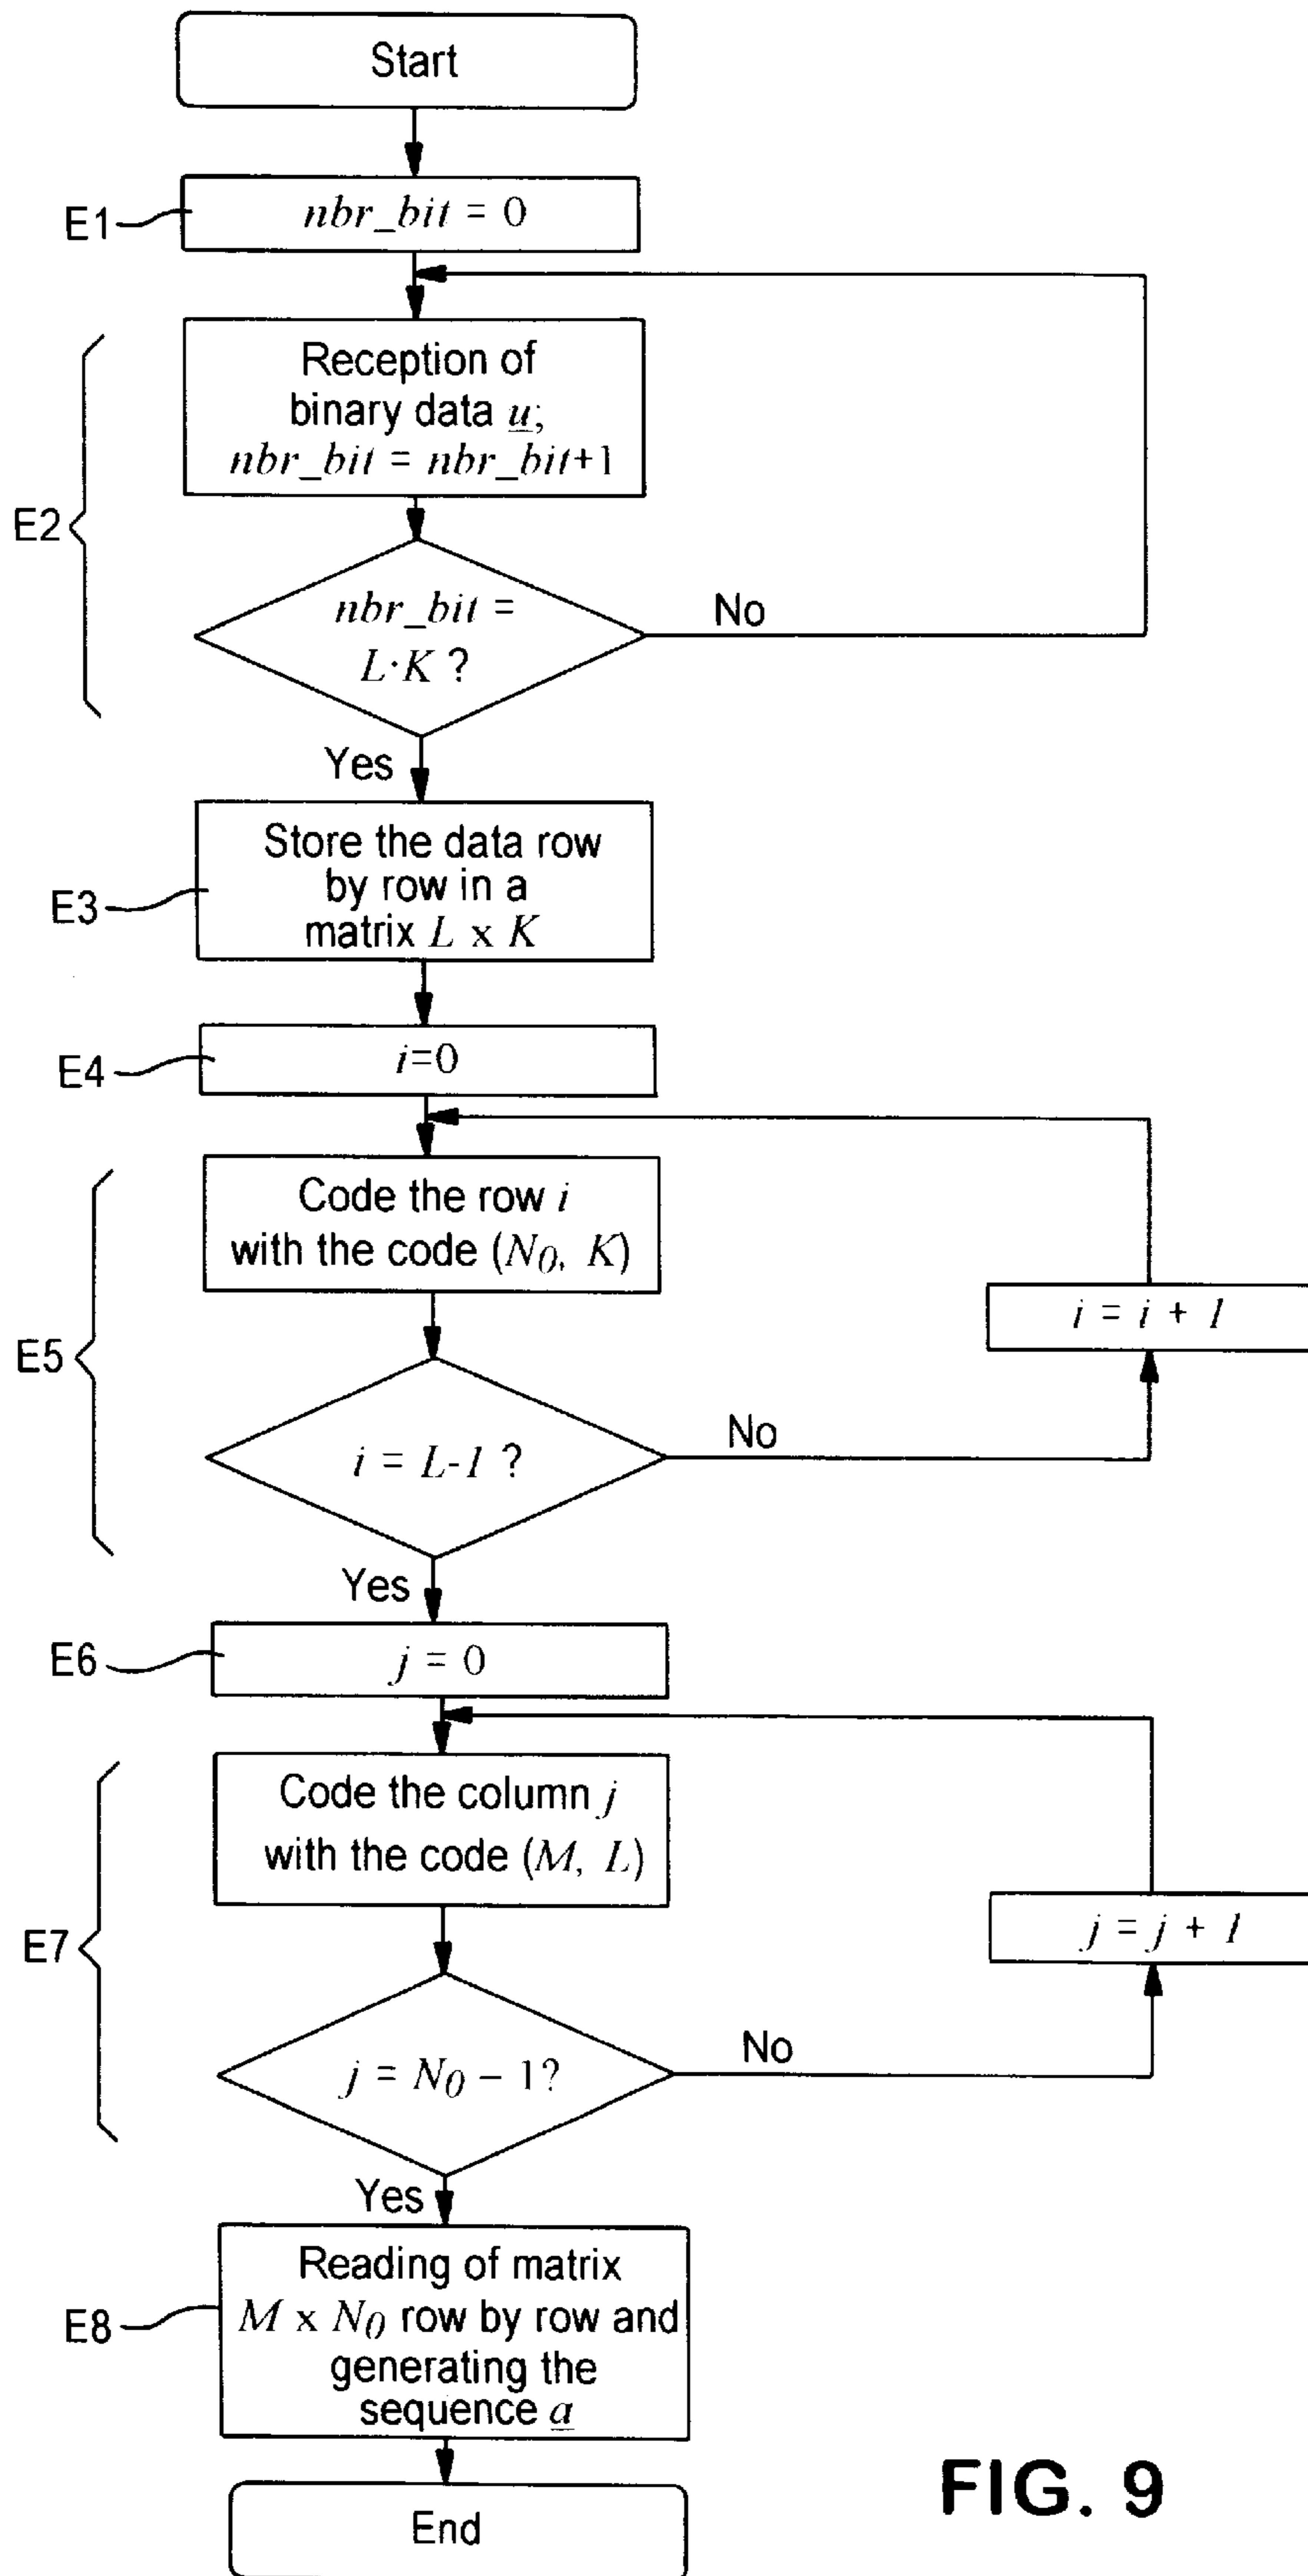 Start
E1
nbr_bit = 0
Reception of
binary data u;
nbr_bit = nbr_bit+1
E2
nbr_bit =
L·K ?
No
Yes
Store the data row
by row in a
matrix L x K
E3
E4
i=0
Code the row i
with the code (N0, K)
i = i + 1
E5
i = L-1 ?
No
Yes
E6
j = 0
Code the column j
with the code (M, L)
j = j + 1
E7
j = N0 – 1?
No
Yes
Reading of matrix
M x N0 row by row and
generating the
sequence a
E8
End
FIG. 9